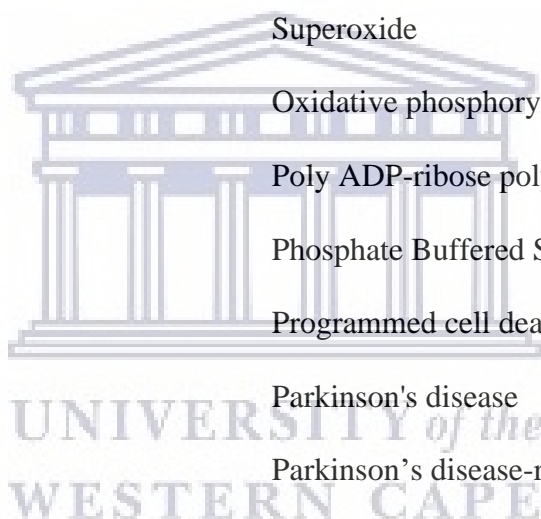 Superoxide
Oxidative phosphory
Poly ADP-ribose pol
Phosphate Buffered S
Programmed cell dea
Parkinson's disease
UNIVERSITY of the
Parkinson’s disease-r
WESTERN CAPE